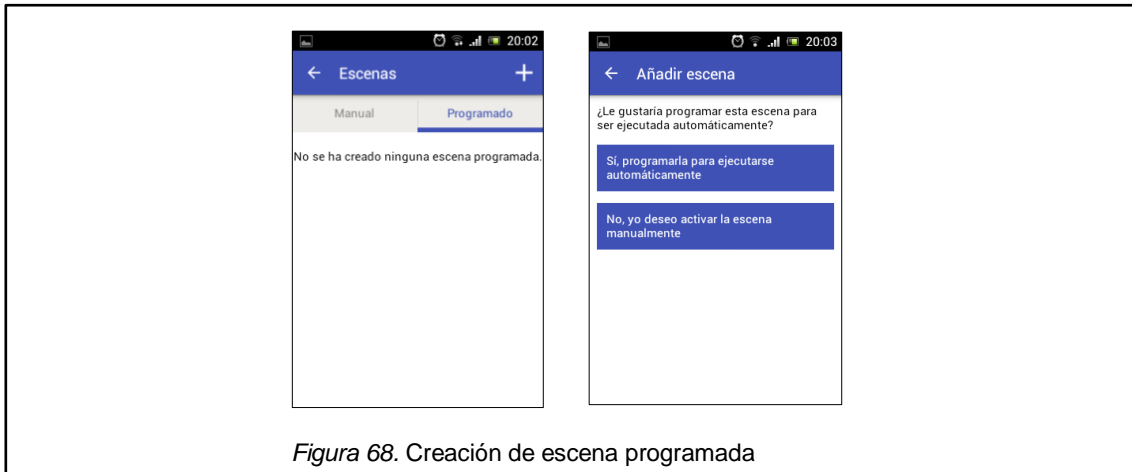 20:02
Escenas
Manual
Programado
No se ha creado ninguna escena programada.
20:03
Añadir escena
¿Le gustaría programar esta escena para
ser ejecutada automáticamente?
Sí, programarla para ejecutarse
automáticamente
No, yo deseo activar la escena
manualmente
Figura 68. Creación de escena programada